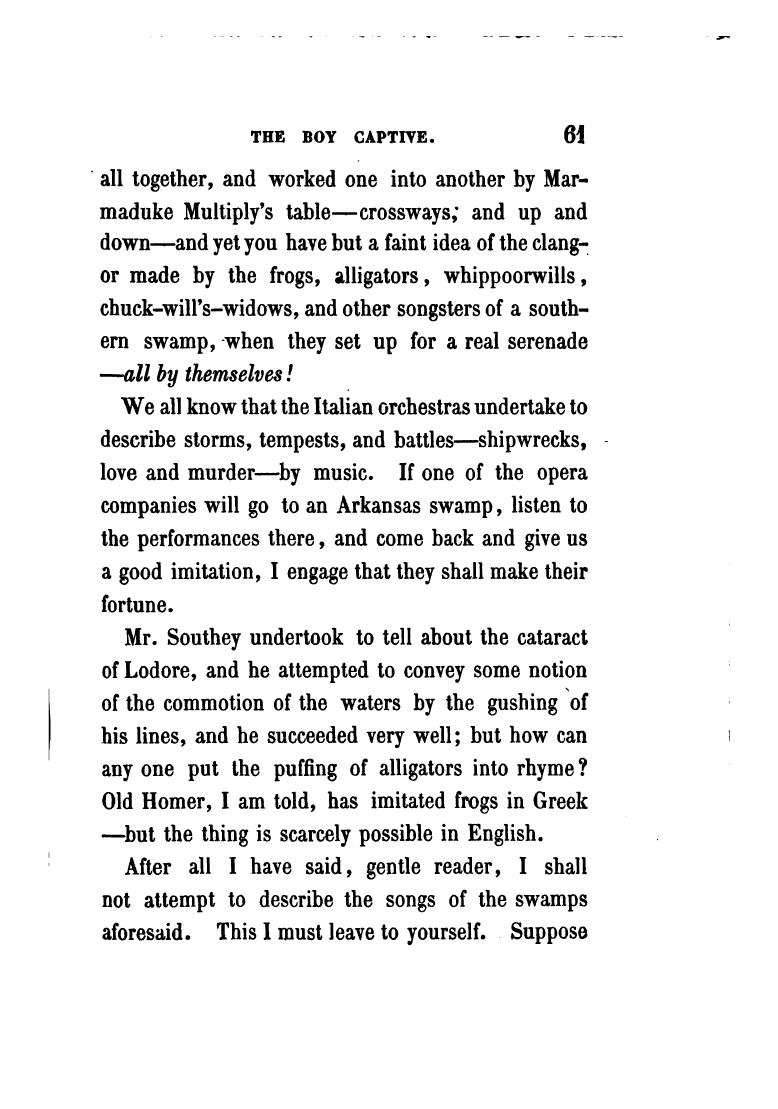 THE BOY CAPTIVE. 61
all together, and worked one into another by Mar-
maduke Multiply's table—crossways; and up and
down—and yet you have but a faint idea of the clang-
or made by the frogs, alligators, whippoorwills,
chuck-will's-widows, and other songsters of a south-
ern swamp, when they set up for a real serenade
—all by themselves!
We all know that the Italian orchestras undertake to
describe storms, tempests, and battles—shipwrecks,
love and murder—by music. If one of the opera
companies will go to an Arkansas swamp, listen to
the performances there, and come back and give us
a good imitation, I engage that they shall make their
fortune.
Mr. Southey undertook to tell about the cataract
of Lodore, and he attempted to convey some notion
of the commotion of the waters by the gushing of
his lines, and he succeeded very well; but how can
any one put the puffing of alligators into rhyme?
Old Homer, I am told, has imitated frogs in Greek
—but the thing is scarcely possible in English.
After all I have said, gentle reader, I shall
not attempt to describe the songs of the swamps
aforesaid. This I must leave to yourself. Suppose